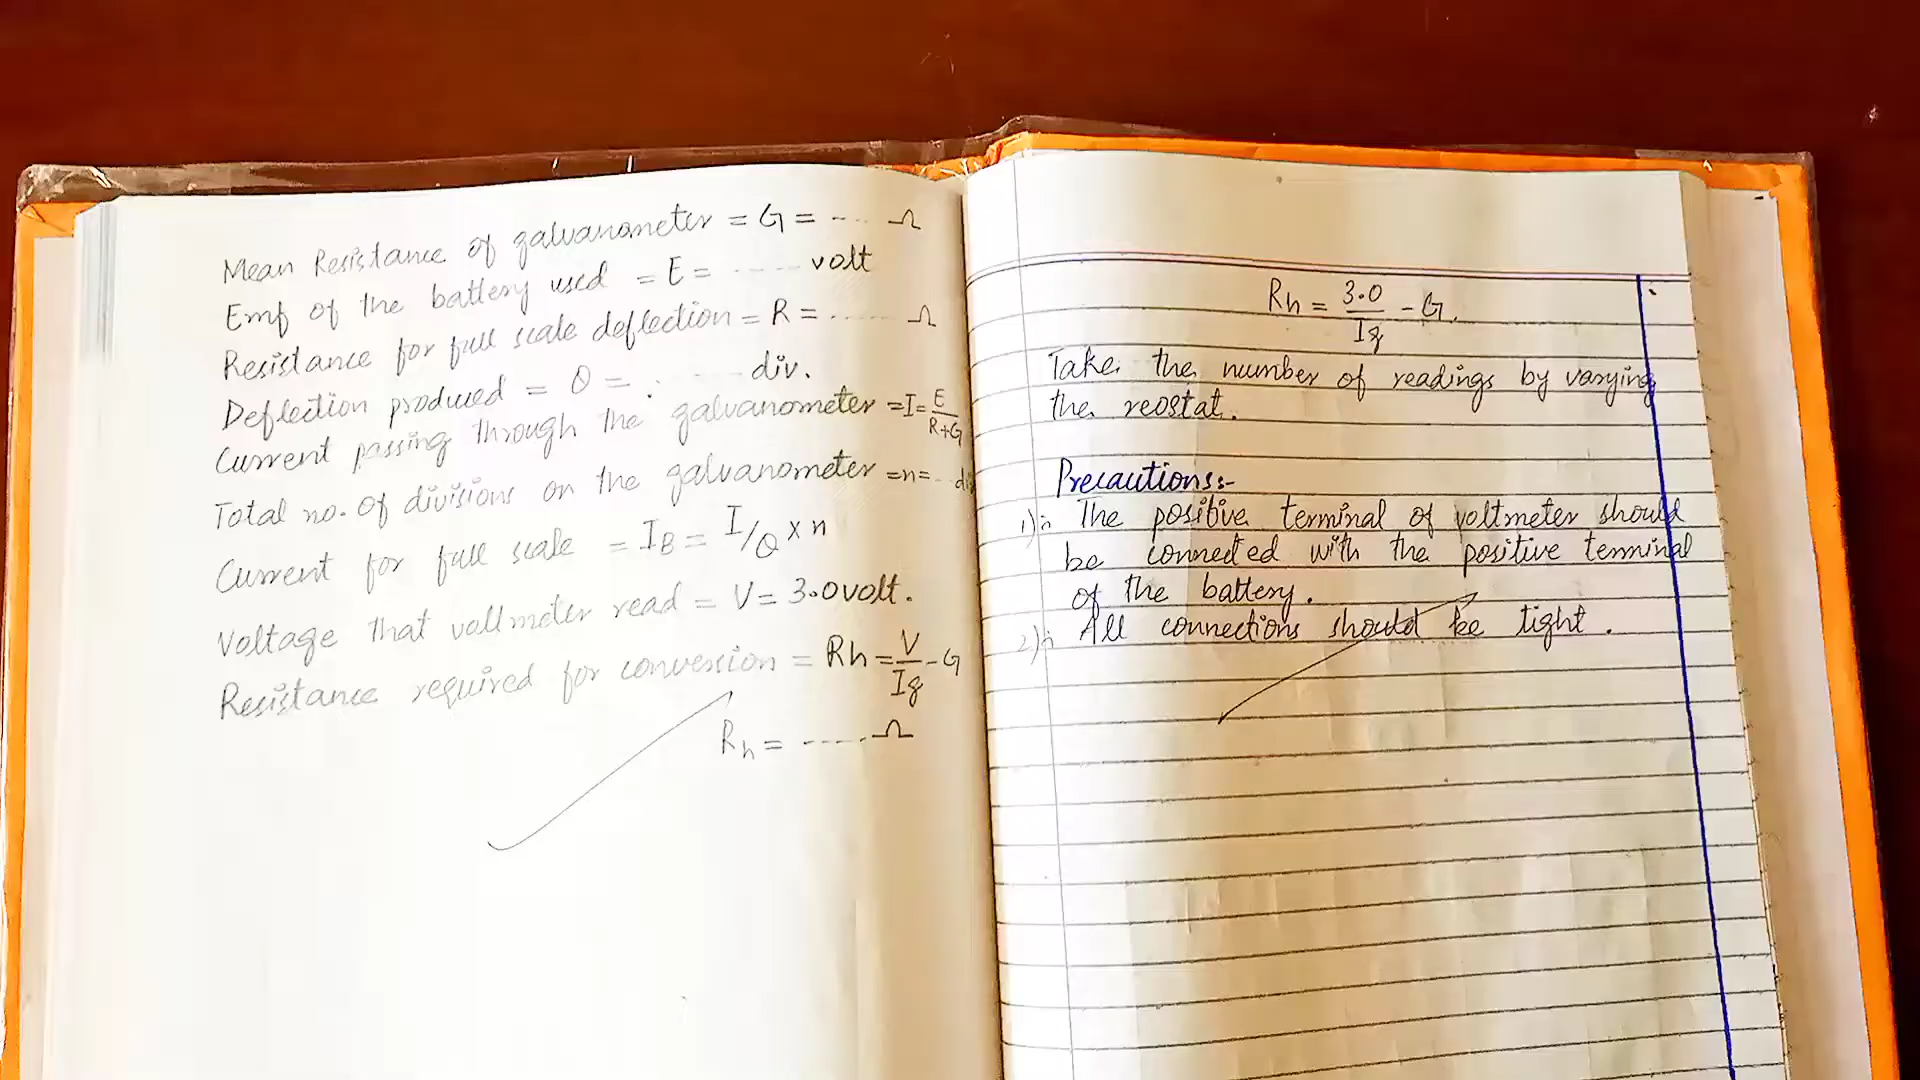 Mean Resistance of galvanometer = G = ---- Ω
Emf of the battery used = E = ------ volt
Resistance for full scale deflection = R = ------ Ω
Deflection produced = θ = ------ div.
Current passing through the galvanometer = I = E/R+G
Total no. of divisions on the galvanometer = n = -- div
Current for full scale = IB = I/θ × n
Voltage that voltmeter read = V = 3.0 volt.
Resistance required for conversion = Rh = V/Ig - G
Rh = ----- Ω
Rh = 3.0/Ig - G.
Take the number of readings by varying
the reostat.
Precautions:-
1) The positive terminal of voltmeter should
be connected with the positive terminal
of the battery.
2) All connections should be tight.